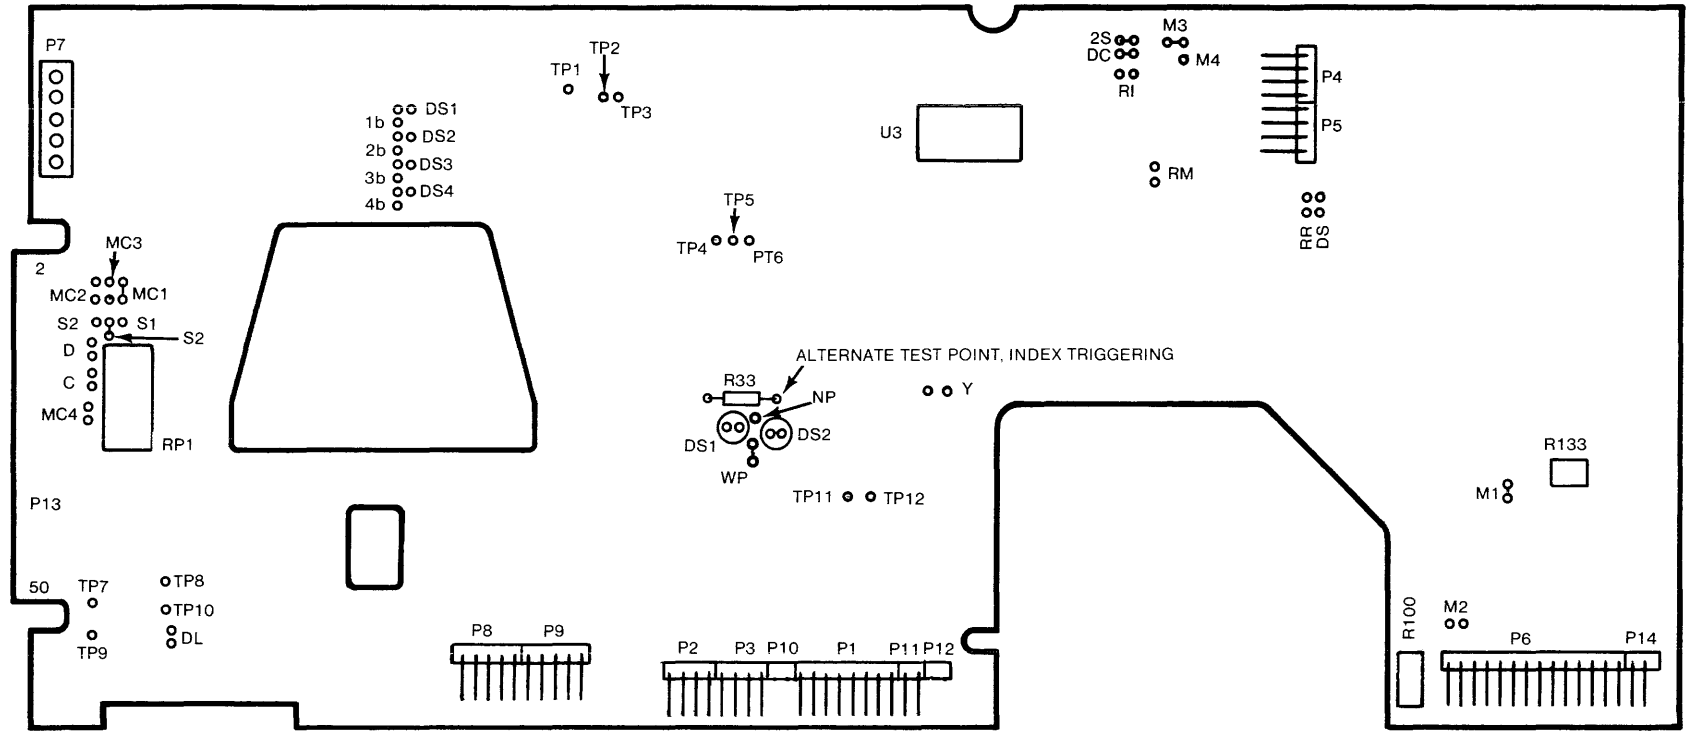 P7
TP2
TP1
TP3
DS1
1b
DS2
2b
DS3
3b
DS4
4b
M3
2S
DC
M4
RI
P4
P5
U3
RM
RR
DS
TP5
TP4
PT6
MC3
2
MC2
MC1
S2
S1
S2
D
C
MC4
RP1
ALTERNATE TEST POINT, INDEX TRIGGERING
R33
NP
Y
DS1
DS2
WP
TP11
TP12
R133
M1
P13
50
TP7
TP8
TP10
DL
TP9
P8
P9
P2
P3
P10
P1
P11
P12
R100
M2
P6
P14